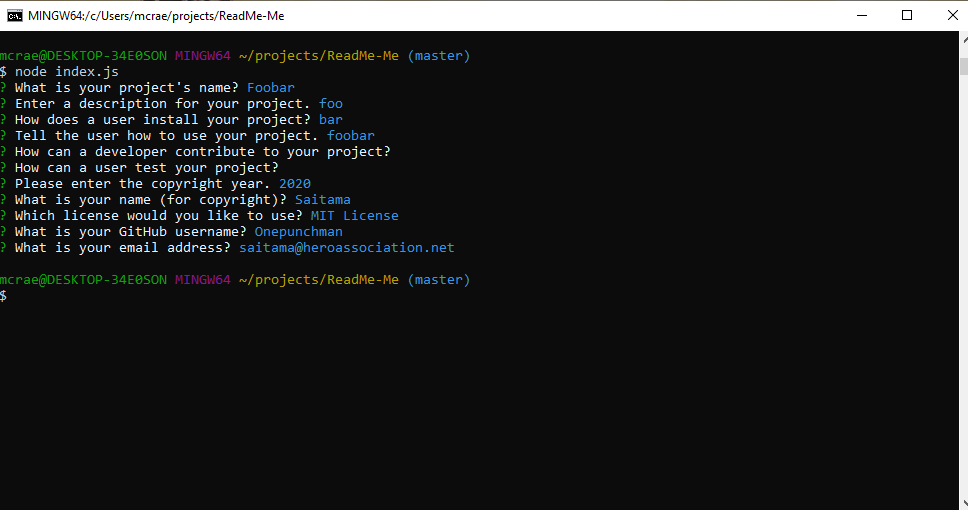 MINGW64:/c/Users/mcrae/projects/ReadMe-Me
mcrae@DESKTOP-34E0SON MINGW64 ~/projects/ReadMe-Me (master)
$ node index.js
? What is your project's name? Foobar
? Enter a description for your project. foo
? How does a user install your project? bar
? Tell the user how to use your project. foobar
? How can a developer contribute to your project?
? How can a user test your project?
? Please enter the copyright year. 2020
? What is your name (for copyright)? Saitama
? Which license would you like to use? MIT License
? What is your GitHub username? Onepunchman
? What is your email address? saitama@heroassociation.net
mcrae@DESKTOP-34E0SON MINGW64 ~/projects/ReadMe-Me (master)
$